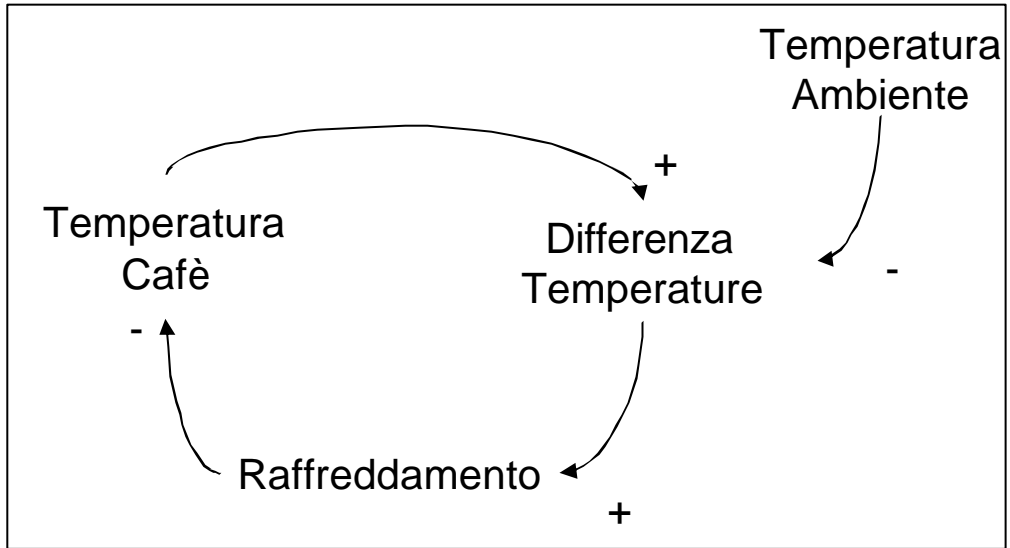 Temperatura
Ambiente
+
Temperatura
Cafè
Differenza
Temperature
-
-
Raffreddamento
+